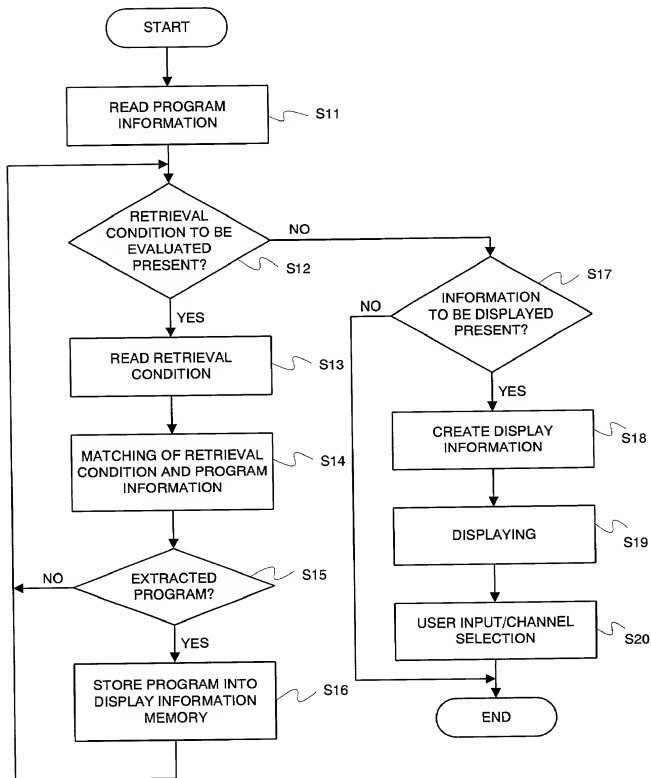 START
READ PROGRAM
INFORMATION
S11
RETRIEVAL
CONDITION TO BE
EVALUATED
PRESENT?
S12
NO
YES
READ RETRIEVAL
CONDITION
S13
MATCHING OF RETRIEVAL
CONDITION AND PROGRAM
INFORMATION
S14
EXTRACTED
PROGRAM?
S15
NO
YES
STORE PROGRAM INTO
DISPLAY INFORMATION
MEMORY
S16
INFORMATION
TO BE DISPLAYED
PRESENT?
S17
NO
YES
CREATE DISPLAY
INFORMATION
S18
DISPLAYING
S19
USER INPUT/CHANNEL
SELECTION
S20
END